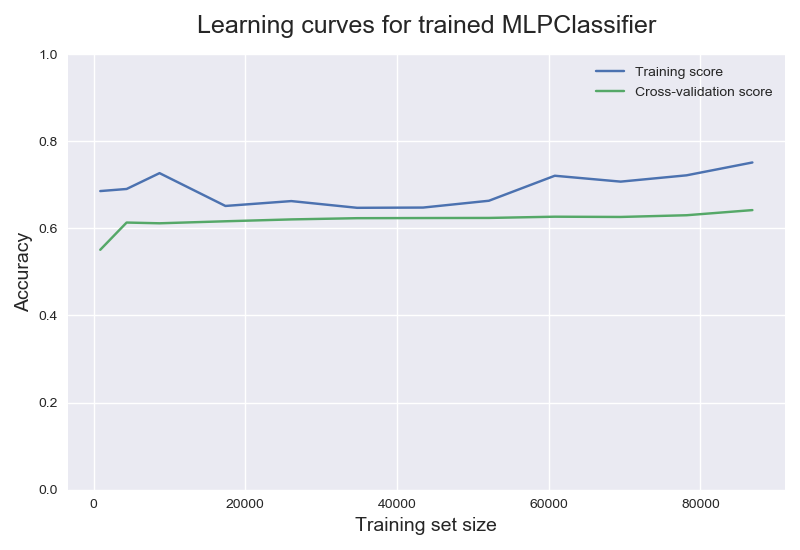 Learning curves for trained MLPClassifier
Training score
Cross-validation score
1.0
0.8
0.6
0.4
0.2
0.0
Accuracy
0
20000
40000
60000
80000
Training set size